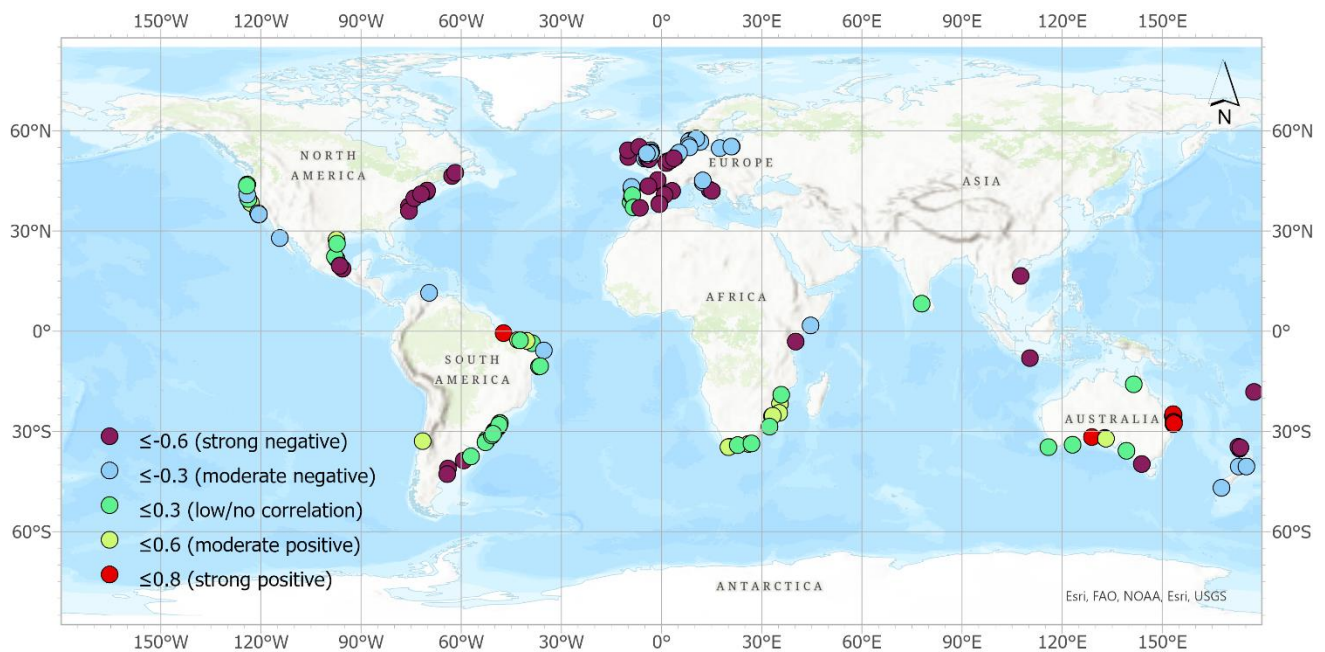 150°W 120°W 90°W 60°W 30°W 0° 30°E 60°E 90°E 120°E 150°E
N
60°N 60°N
NORTH
AMERICA
EUROPE
ASIA
30°N 30°N
AFRICA
0° 0°
SOUTH
AMERICA
AUSTRALIA
30°S 30°S
≤-0.6 (strong negative)
≤-0.3 (moderate negative)
≤0.3 (low/no correlation)
≤0.6 (moderate positive)
≤0.8 (strong positive)
60°S 60°S
ANTARCTICA
Esri, FAO, NOAA, Esri, USGS
150°W 120°W 90°W 60°W 30°W 0° 30°E 60°E 90°E 120°E 150°E